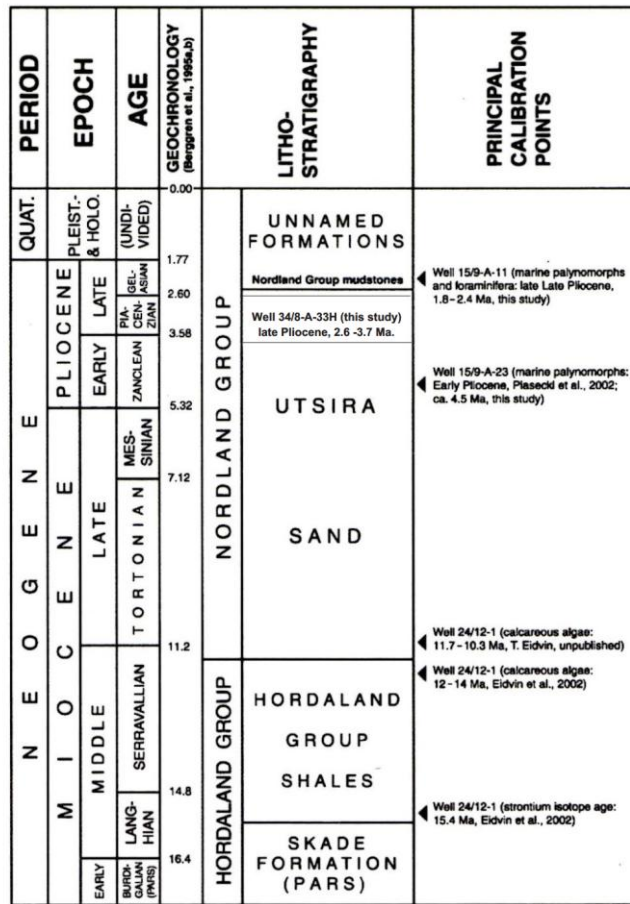 PERIOD
EPOCH
AGE
GEOCHRONOLOGY
(Berggren et al., 1995a,b)
LITHO-
STRATIGRAPHY
PRINCIPAL
CALIBRATION
POINTS
NEOGENE
QUAT.
PLEIST.-
& HOLO.
(UNDI-
VIDED)
PLIOCENE
LATE
GEL-
ASIAN
PIA-
CEN-
ZIAN
EARLY
ZANCLEAN
MIOCENE
LATE
MES-
SINIAN
TORTONIAN
MIDDLE
SERRAVALLIAN
LANG-
HIAN
EARLY
BURDI-
GALIAN
(PARS)
0.00
1.77
2.60
3.58
5.32
7.12
11.2
14.8
16.4
NORDLAND GROUP
UNNAMED
FORMATIONS
Nordland Group mudstones
Well 34/8-A-33H (this study)
late Pliocene, 2.6 -3.7 Ma.
UTSIRA
SAND
HORDALAND GROUP
HORDALAND
GROUP
SHALES
SKADE
FORMATION
(PARS)
Well 15/9-A-11 (marine palynomorphs
and foraminifera: late Late Pliocene,
1.8–2.4 Ma, this study)
Well 15/9-A-23 (marine palynomorphs:
Early Pliocene, Piasecki et al., 2002;
ca. 4.5 Ma, this study)
Well 24/12-1 (calcareous algae:
11.7–10.3 Ma, T. Eidvin, unpublished)
Well 24/12-1 (calcareous algae:
12–14 Ma, Eidvin et al., 2002)
Well 24/12-1 (strontium isotope age:
15.4 Ma, Eidvin et al., 2002)